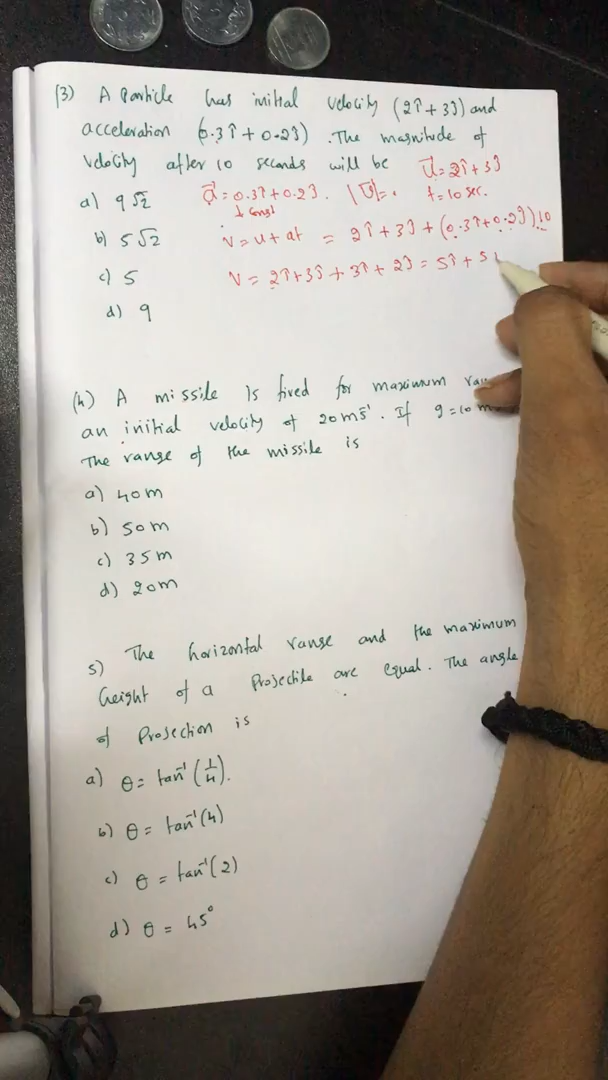 (3) A Particle has initial velocity (2î + 3ĵ) and
acceleration (0.3î + 0.2ĵ). The magnitude of
velocity after 10 seconds will be u⃗ = 2î + 3ĵ
a) 9√2 a⃗ = 0.3î + 0.2ĵ. |v⃗| = . t = 10 sec.
b) 5√2 v = u + at = 2î + 3ĵ + (0.3î + 0.2ĵ) 10
c) 5 v = 2î + 3ĵ + 3î + 2ĵ = 5î + 5
d) 9
(4) A missile is fired for maximum
an initial velocity of 20 ms⁻¹. If g = 10 m
The range of the missile is
a) 40m
b) 50m
c) 35m
d) 20m
5) The horizontal range and the maximum
height of a Projectile are equal. The angle
of Projection is
a) θ = tan⁻¹(1/4).
b) θ = tan⁻¹(4)
c) θ = tan⁻¹(2)
d) θ = 45°